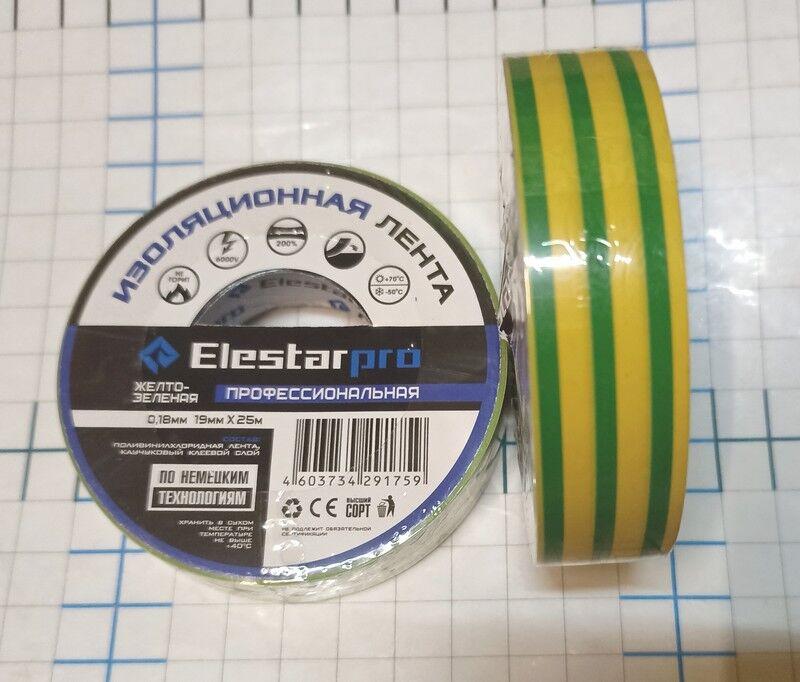 ИЗОЛЯЦИОННАЯ ЛЕНТА
НЕ ГОРИТ
6000V
200%
+70°C
-50°C
Elestar pro
Elestarpro
ЖЕЛТО-
ЗЕЛЕНАЯ
ПРОФЕССИОНАЛЬНАЯ
0,18мм 19мм X 25м
СОСТАВ:
ПОЛИВИНИЛХЛОРИДНАЯ ЛЕНТА,
КАУЧУКОВЫЙ КЛЕЕВОЙ СЛОЙ
ПО НЕМЕЦКИМ
ТЕХНОЛОГИЯМ
ХРАНИТЬ В СУХОМ
МЕСТЕ ПРИ
ТЕМПЕРАТУРЕ
НЕ ВЫШЕ
+40°C
4 603734 291759
CE
ВЫСШИЙ
СОРТ
НЕ ПОДЛЕЖИТ ОБЯЗАТЕЛЬНОЙ
СЕРТИФИКАЦИИ